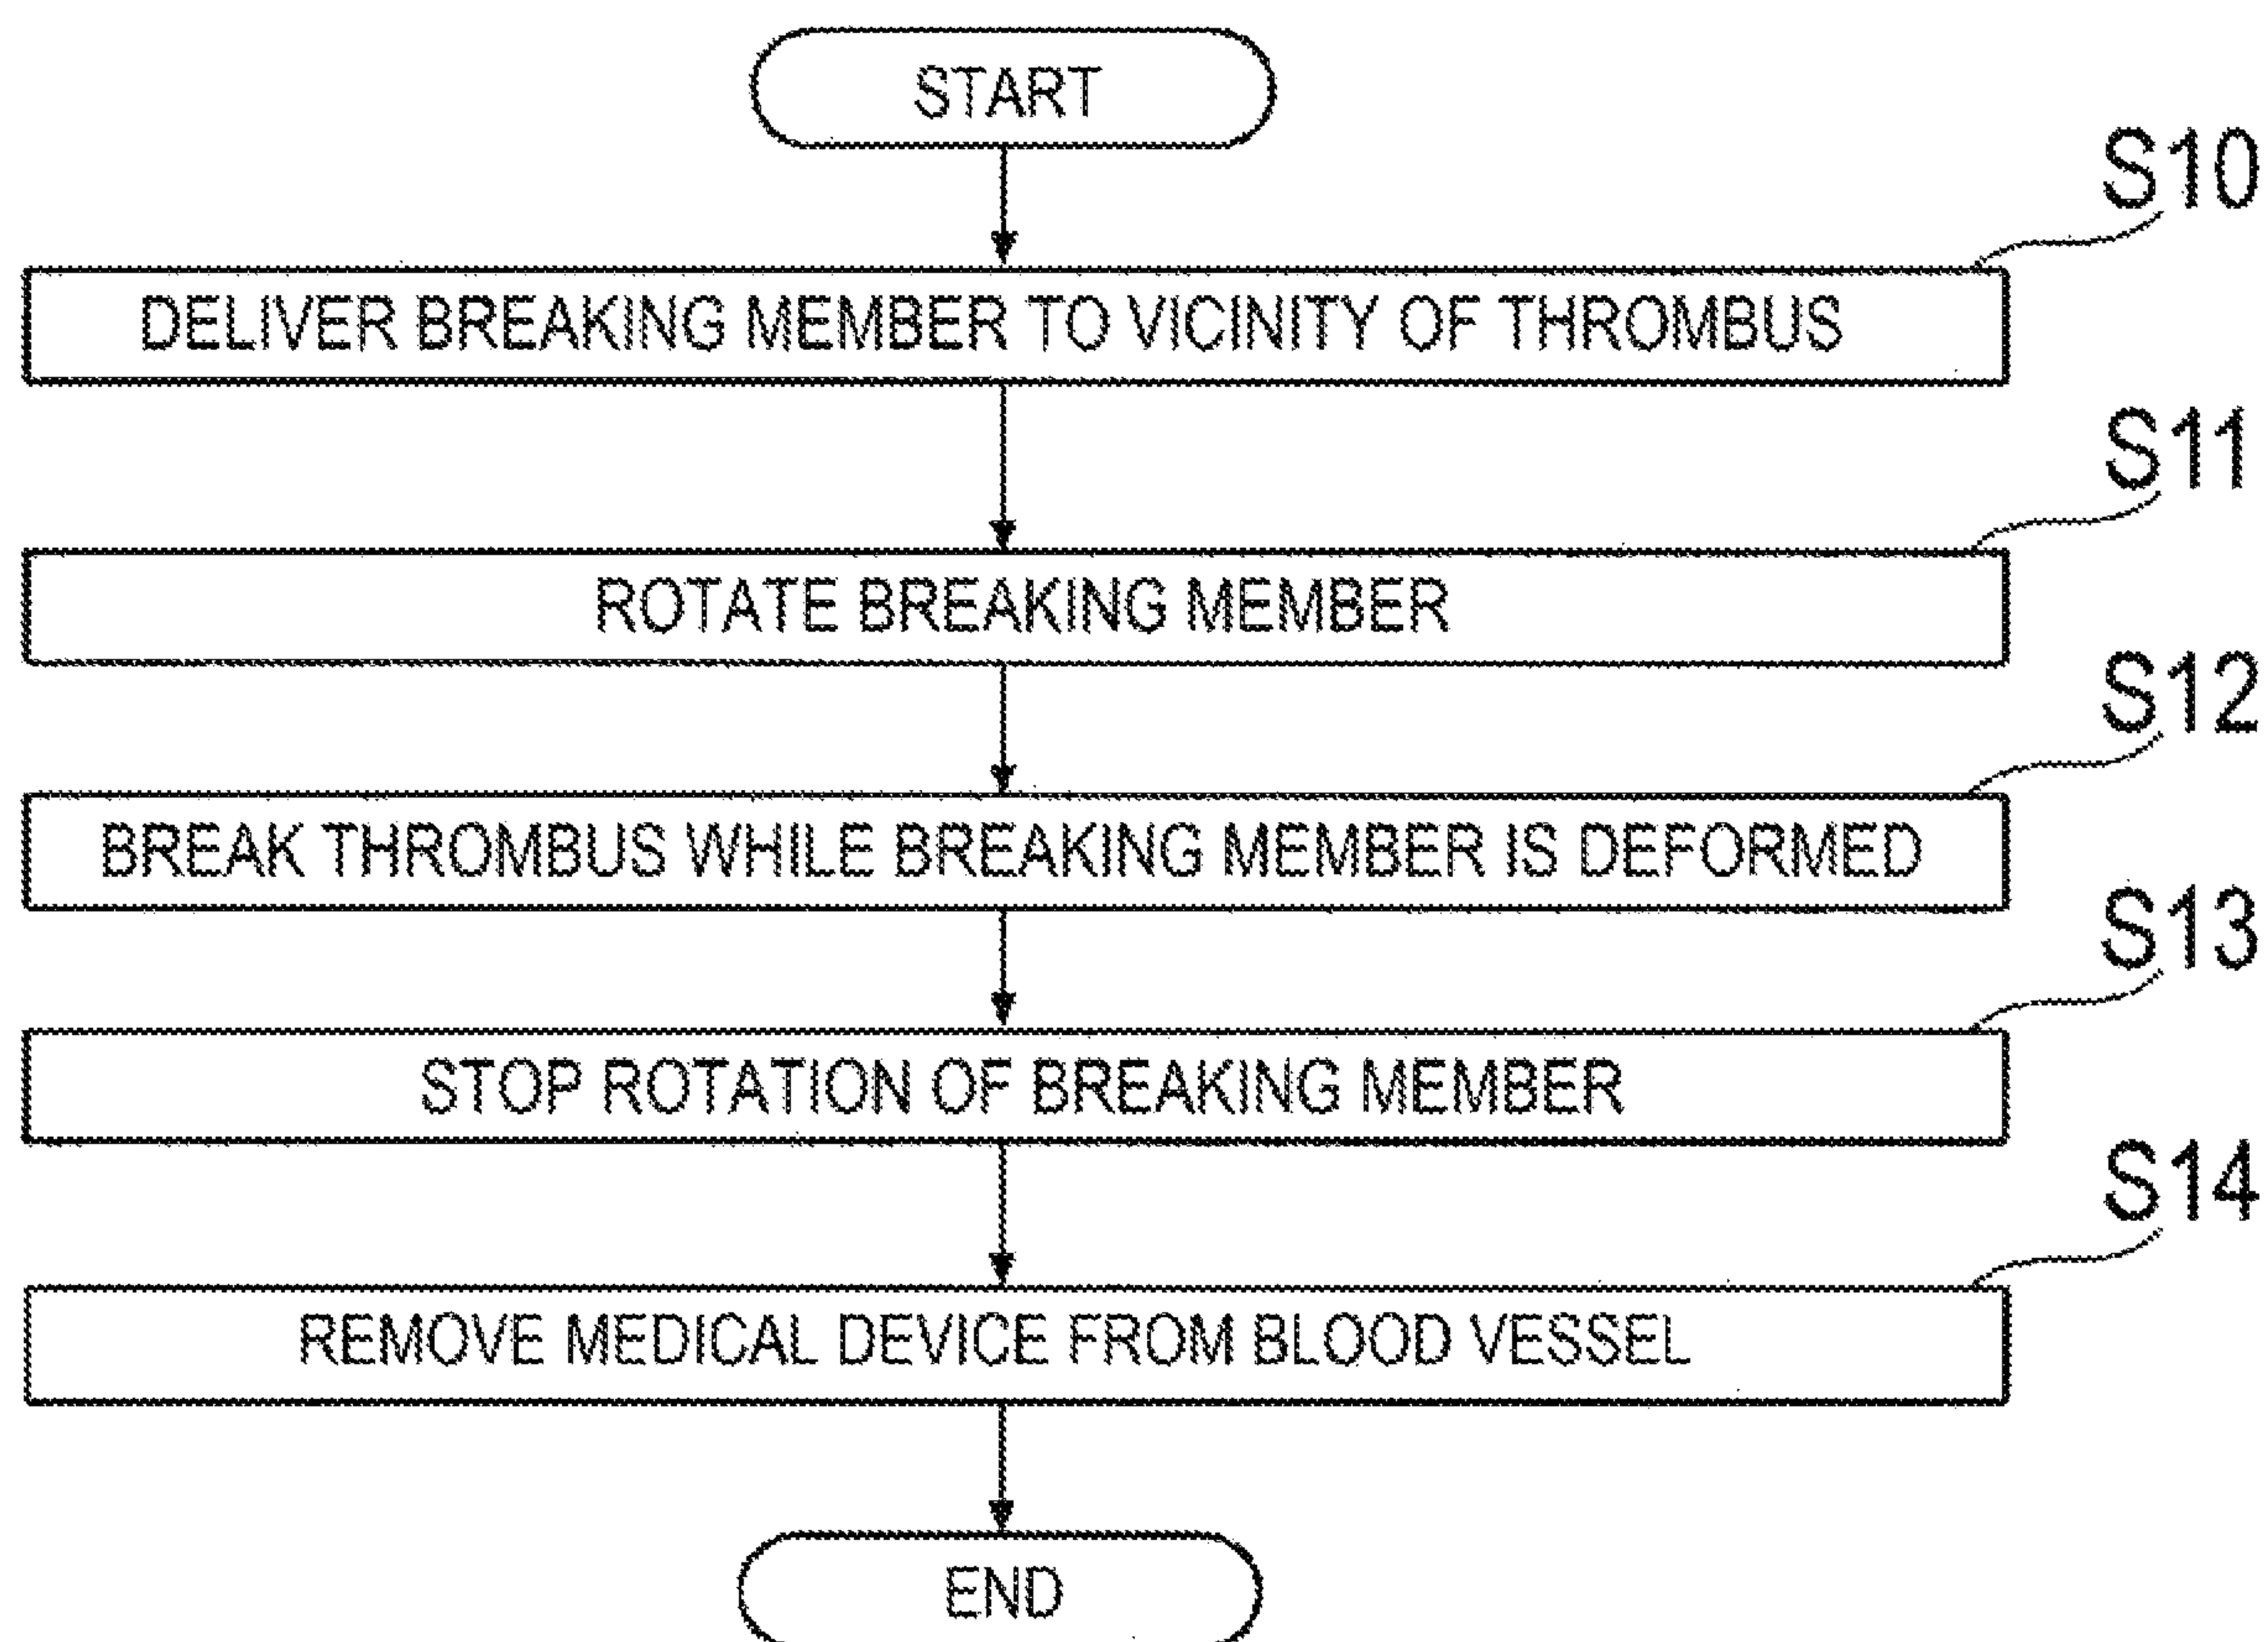 START
S10
DELIVER BREAKING MEMBER TO VICINITY OF THROMBUS
S11
ROTATE BREAKING MEMBER
S12
BREAK THROMBUS WHILE BREAKING MEMBER IS DEFORMED
S13
STOP ROTATION OF BREAKING MEMBER
S14
REMOVE MEDICAL DEVICE FROM BLOOD VESSEL
END